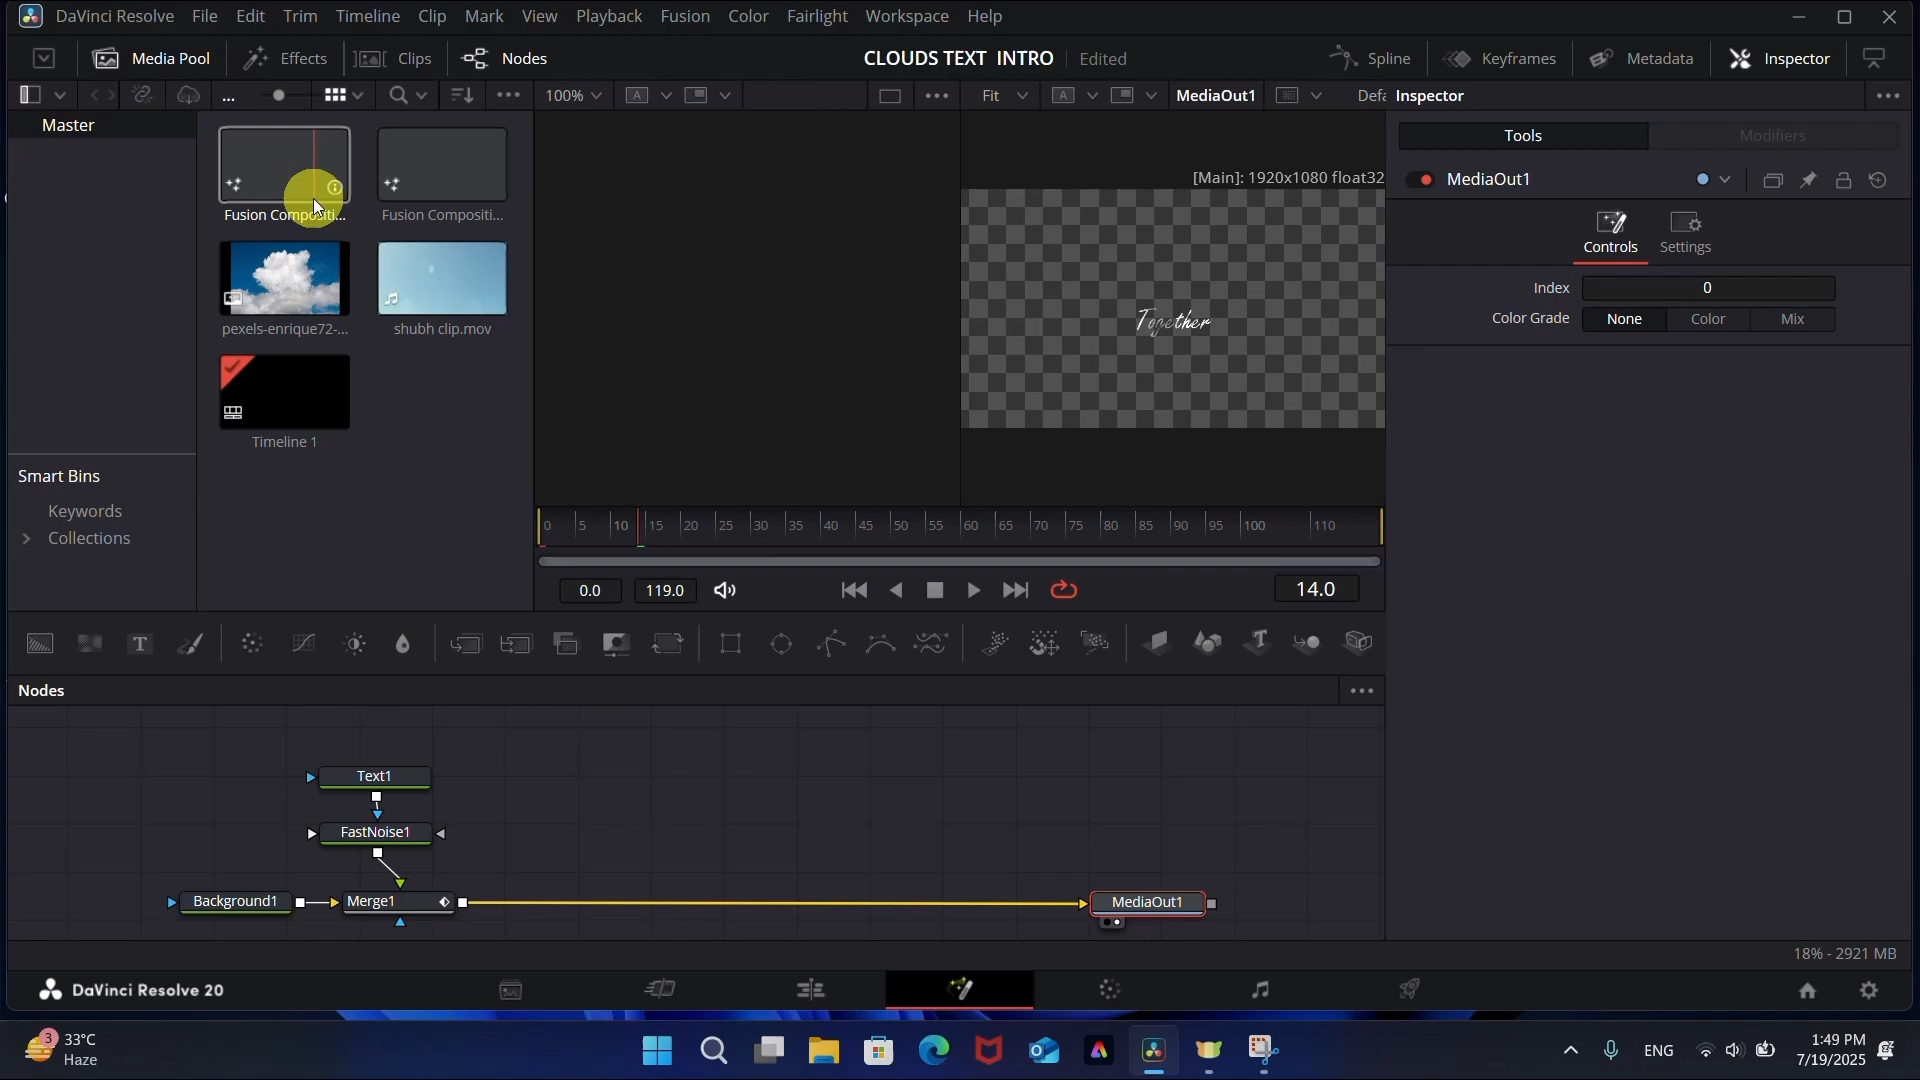 DaVinci Resolve File Edit Trim Timeline Clip Mark View Playback Fusion Color Fairlight Workspace Help
Media Pool Effects Clips Nodes CLOUDS TEXT INTRO Edited Spline Keyframes Metadata Inspector
... 100% A Fit A MediaOut1 Defa Inspector
Master
Tools Modifiers
[Main]: 1920x1080 float32
MediaOut1
Fusion Compositi... Fusion Compositi...
Controls Settings
Index 0
Color Grade None Color Mix
Together
pexels-enrique72-... shubh clip.mov
Timeline 1
Smart Bins
Keywords
Collections
0 5 10 15 20 25 30 35 40 45 50 55 60 65 70 75 80 85 90 95 100 110
0.0 119.0 14.0
T T
Nodes
Text1
FastNoise1
Background1 Merge1 MediaOut1
18% - 2921 MB
DaVinci Resolve 20
3 33°C
Haze
ENG
1:49 PM
7/19/2025